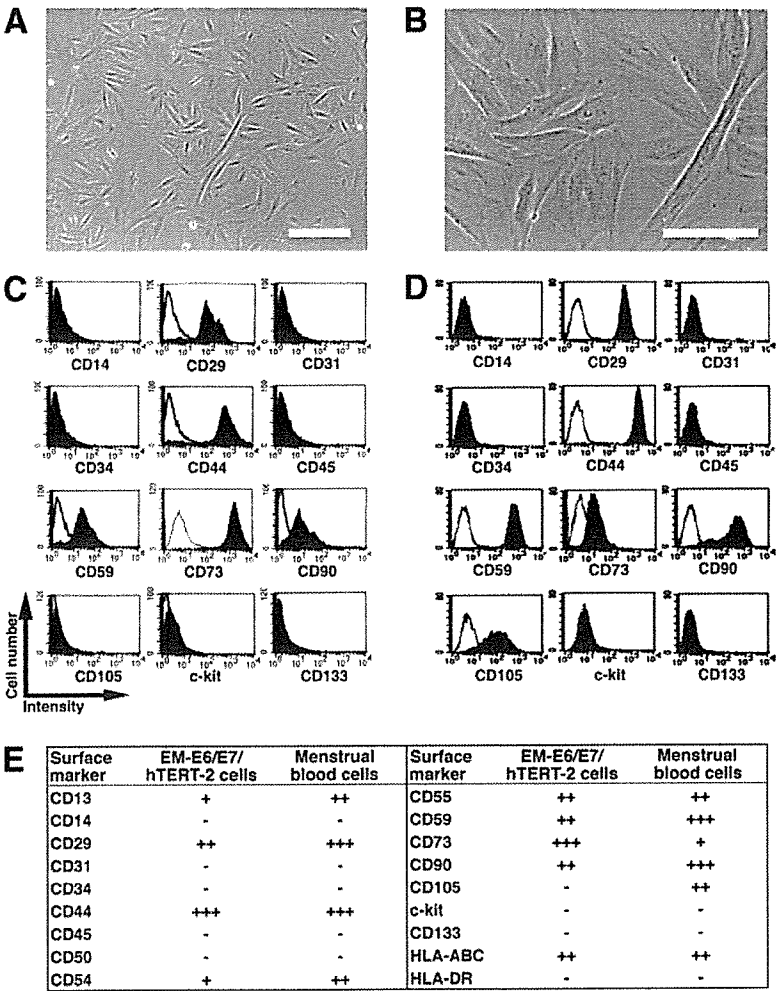 A
B
C
D
CD14
CD29
CD31
CD34
CD44
CD45
CD59
CD73
CD90
CD105
c-kit
CD133
Cell number
Intensity
CD14
CD29
CD31
CD34
CD44
CD45
CD59
CD73
CD90
CD105
c-kit
CD133
E
Surface marker EM-E6/E7/hTERT-2 cells Menstrual blood cells Surface marker EM-E6/E7/hTERT-2 cells Menstrual blood cells
CD13 + ++ CD55 ++ ++
CD14 - - CD59 ++ +++
CD29 ++ +++ CD73 +++ +
CD31 - - CD90 ++ +++
CD34 - - CD105 - ++
CD44 +++ +++ c-kit - -
CD45 - - CD133 - -
CD50 - - HLA-ABC ++ ++
CD54 + ++ HLA-DR - -